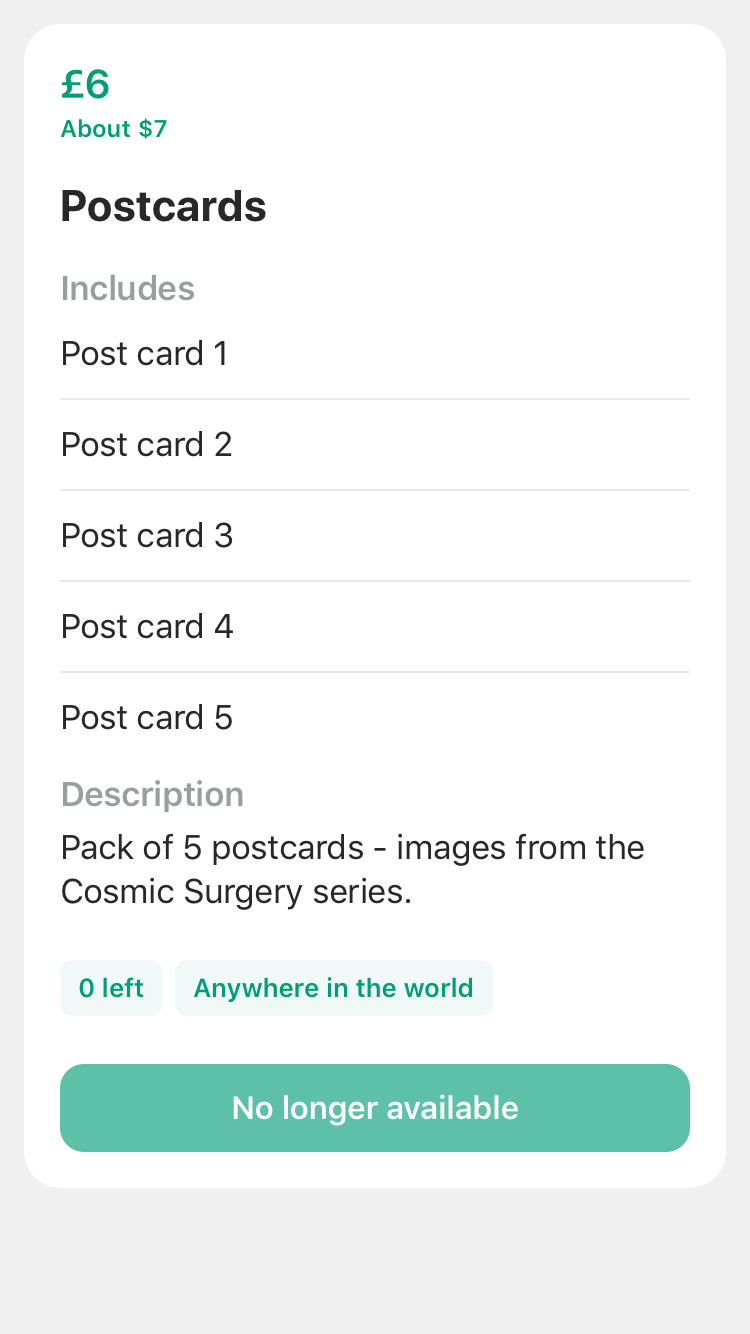 £6
About $7
Postcards
Includes
Post card 1
Post card 2
Post card 3
Post card 4
Post card 5
Description
Pack of 5 postcards - images from the
Cosmic Surgery series.
0 left
Anywhere in the world
No longer available